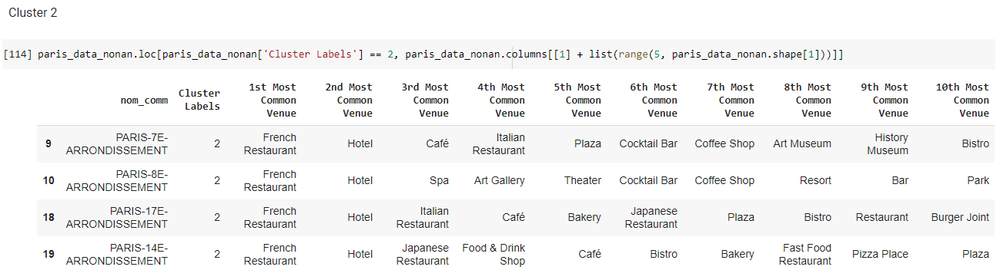 Cluster 2
[114] paris_data_nonan.loc[paris_data_nonan['Cluster Labels'] == 2, paris_data_nonan.columns[[1] + list(range(5, paris_data_nonan.shape[1]))]]
nom_comm Cluster Labels 1st Most Common Venue 2nd Most Common Venue 3rd Most Common Venue 4th Most Common Venue 5th Most Common Venue 6th Most Common Venue 7th Most Common Venue 8th Most Common Venue 9th Most Common Venue 10th Most Common Venue
9 PARIS-7E-ARRONDISSEMENT 2 French Restaurant Hotel Café Italian Restaurant Plaza Cocktail Bar Coffee Shop Art Museum History Museum Bistro
10 PARIS-8E-ARRONDISSEMENT 2 French Restaurant Hotel Spa Art Gallery Theater Cocktail Bar Coffee Shop Resort Bar Park
18 PARIS-17E-ARRONDISSEMENT 2 French Restaurant Hotel Italian Restaurant Café Bakery Japanese Restaurant Plaza Bistro Restaurant Burger Joint
19 PARIS-14E-ARRONDISSEMENT 2 French Restaurant Hotel Japanese Restaurant Food & Drink Shop Café Bistro Bakery Fast Food Restaurant Pizza Place Plaza